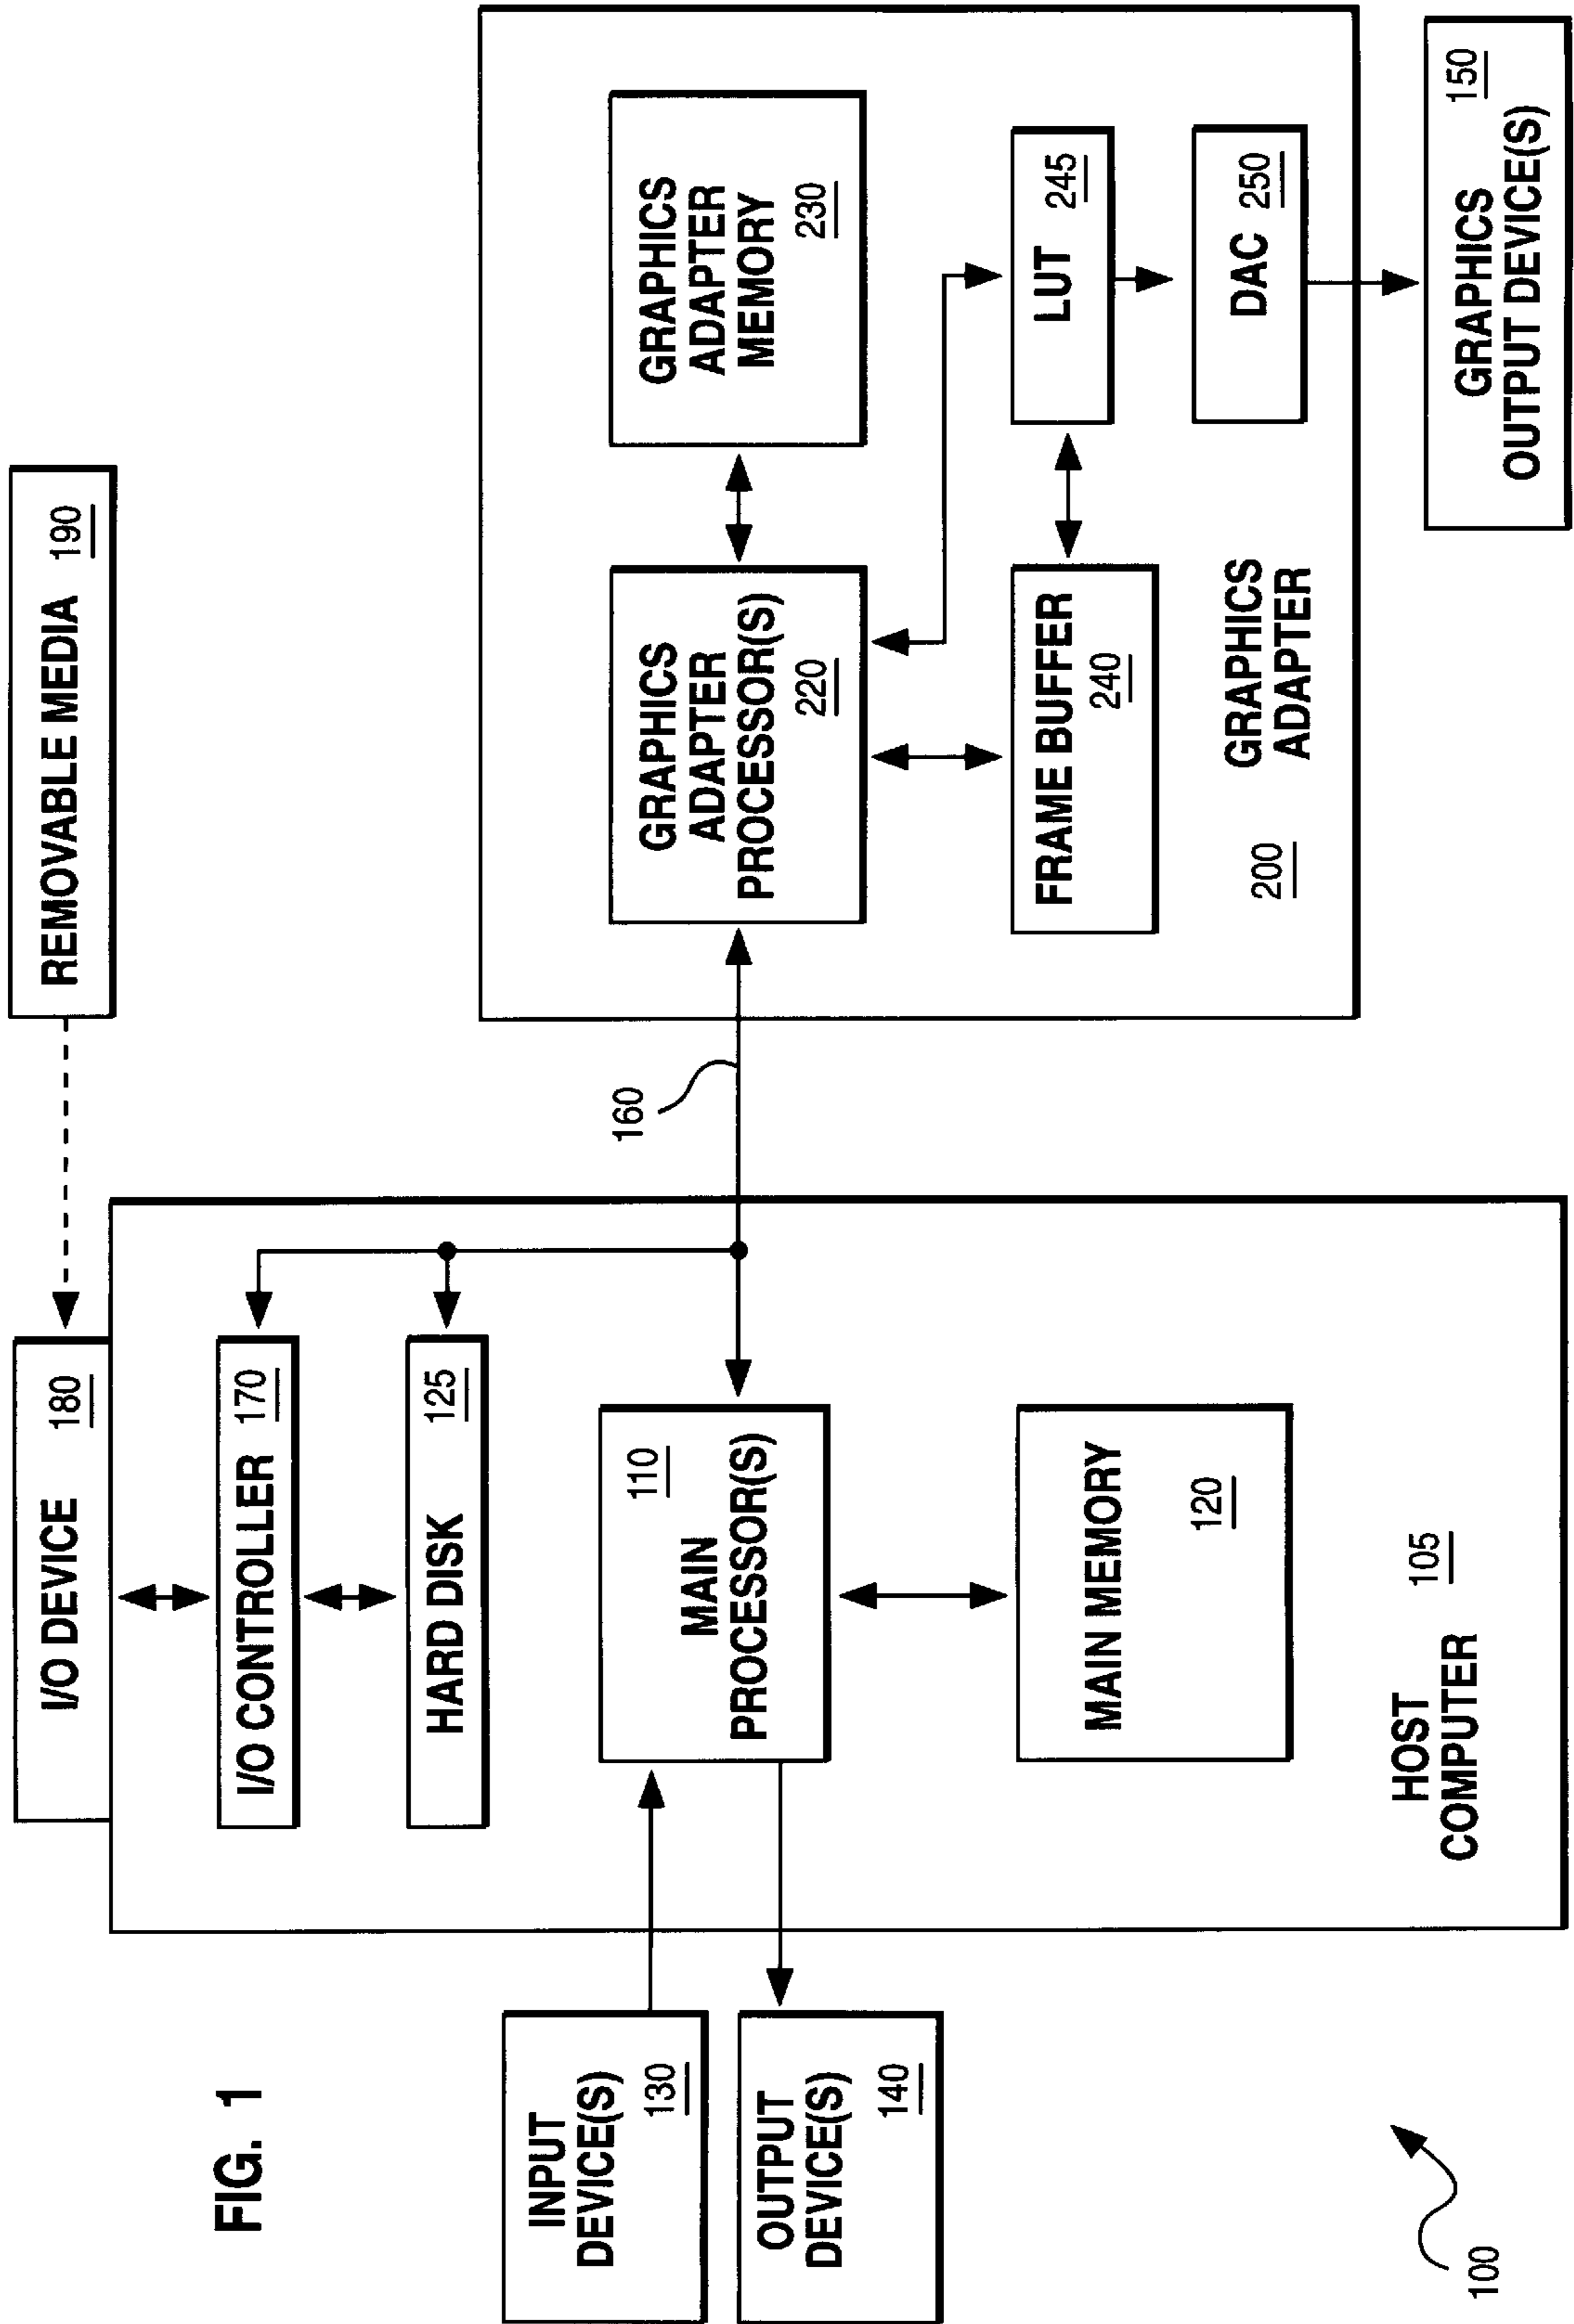 FIG. 1
I/O DEVICE 180
REMOVABLE MEDIA 190
I/O CONTROLLER 170
HARD DISK 125
INPUT
DEVICE(S)
130
OUTPUT
DEVICE(S)
140
110
MAIN
PROCESSOR(S)
MAIN MEMORY
120
HOST
COMPUTER
105
160
GRAPHICS
ADAPTER
PROCESSOR(S)
220
GRAPHICS
ADAPTER
MEMORY
230
FRAME BUFFER
240
LUT 245
DAC 250
200
GRAPHICS
ADAPTER
GRAPHICS 150
OUTPUT DEVICE(S)
100